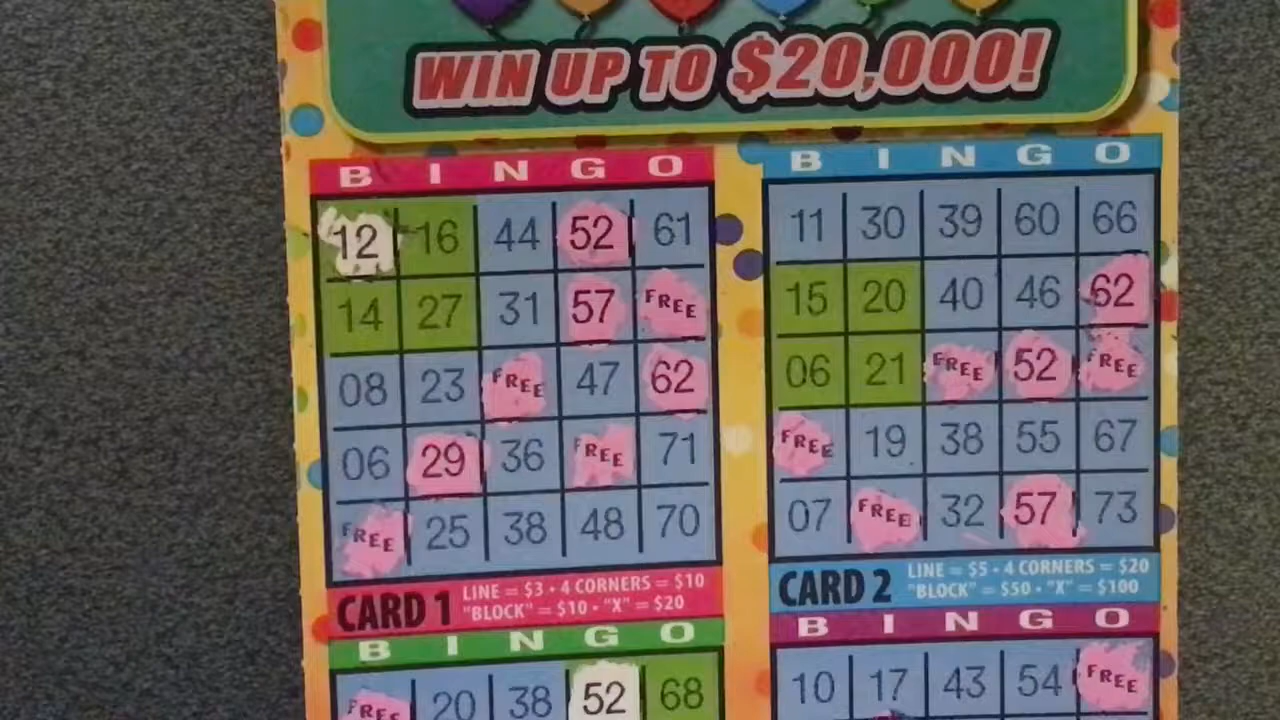 WIN UP TO $20,000!
B I N G O
12 16 44 52 61
14 27 31 57 FREE
08 23 FREE 47 62
06 29 36 FREE 71
FREE 25 38 48 70
CARD 1
LINE = $3 • 4 CORNERS = $10
"BLOCK" = $10 • "X" = $20
B I N G O
11 30 39 60 66
15 20 40 46 62
06 21 FREE 52 FREE
FREE 19 38 55 67
07 FREE 32 57 73
CARD 2
LINE = $5 • 4 CORNERS = $20
"BLOCK" = $50 • "X" = $100
B I N G O
FREE 20 38 52 68
B I N G O
10 17 43 54 FREE